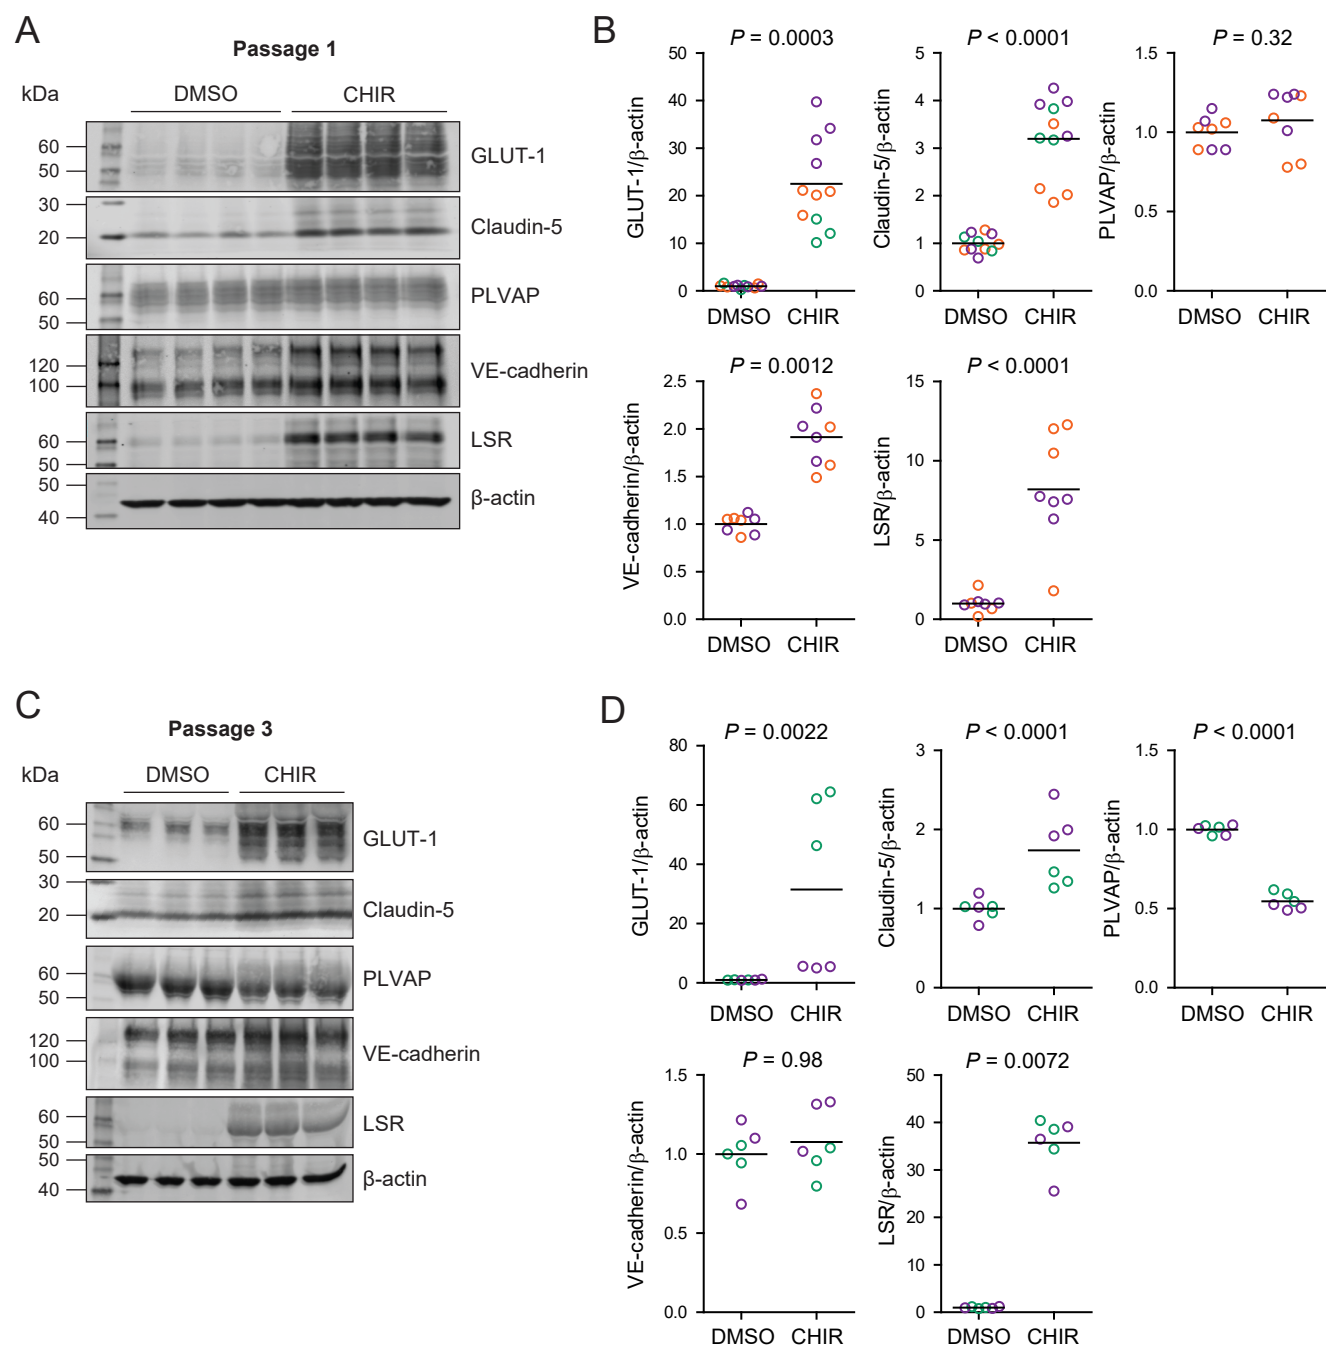 A
Passage 1
kDa
DMSO CHIR
60
50
GLUT-1
30
20
Claudin-5
60
50
PLVAP
120
100
VE-cadherin
60
50
LSR
50
40
β-actin
B
P = 0.0003
GLUT-1/β-actin
50
40
30
20
10
0
DMSO CHIR
P < 0.0001
Claudin-5/β-actin
5
4
3
2
1
0
DMSO CHIR
P = 0.32
PLVAP/β-actin
1.5
1.0
0.5
0.0
DMSO CHIR
P = 0.0012
VE-cadherin/β-actin
2.5
2.0
1.5
1.0
0.5
0.0
DMSO CHIR
P < 0.0001
LSR/β-actin
15
10
5
0
DMSO CHIR
C
Passage 3
kDa
DMSO CHIR
60
50
GLUT-1
30
20
Claudin-5
60
50
PLVAP
120
100
VE-cadherin
60
50
LSR
50
40
β-actin
D
P = 0.0022
GLUT-1/β-actin
80
60
40
20
0
DMSO CHIR
P < 0.0001
Claudin-5/β-actin
3
2
1
0
DMSO CHIR
P < 0.0001
PLVAP/β-actin
1.5
1.0
0.5
0.0
DMSO CHIR
P = 0.98
VE-cadherin/β-actin
1.5
1.0
0.5
0.0
DMSO CHIR
P = 0.0072
LSR/β-actin
50
40
30
20
10
0
DMSO CHIR